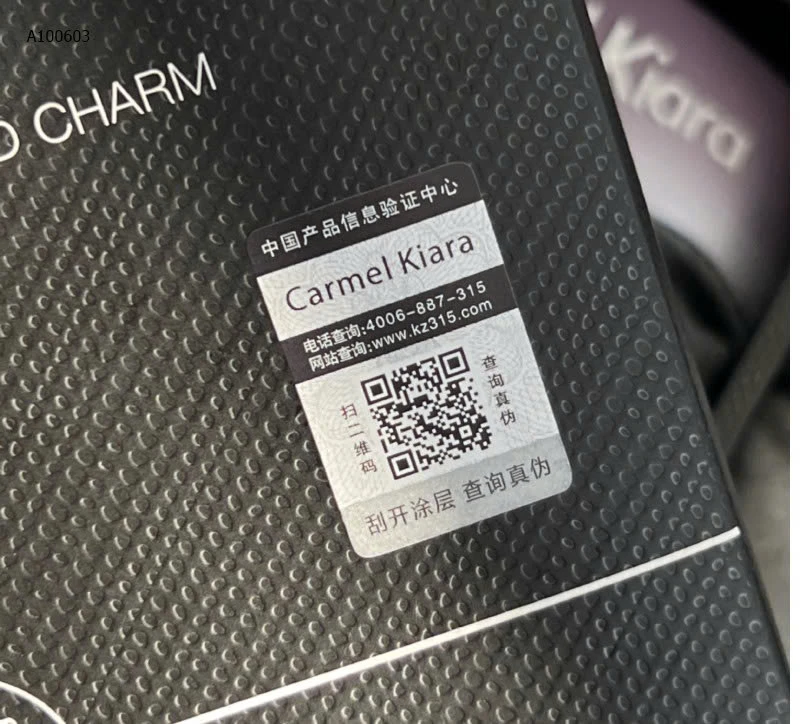 A100603
D CHARM
Kiara
中国产品信息验证中心
Carmel Kiara
电话查询:4006-887-315
网站查询:www.kz315.com
扫二维码
查询真伪
刮开涂层 查询真伪